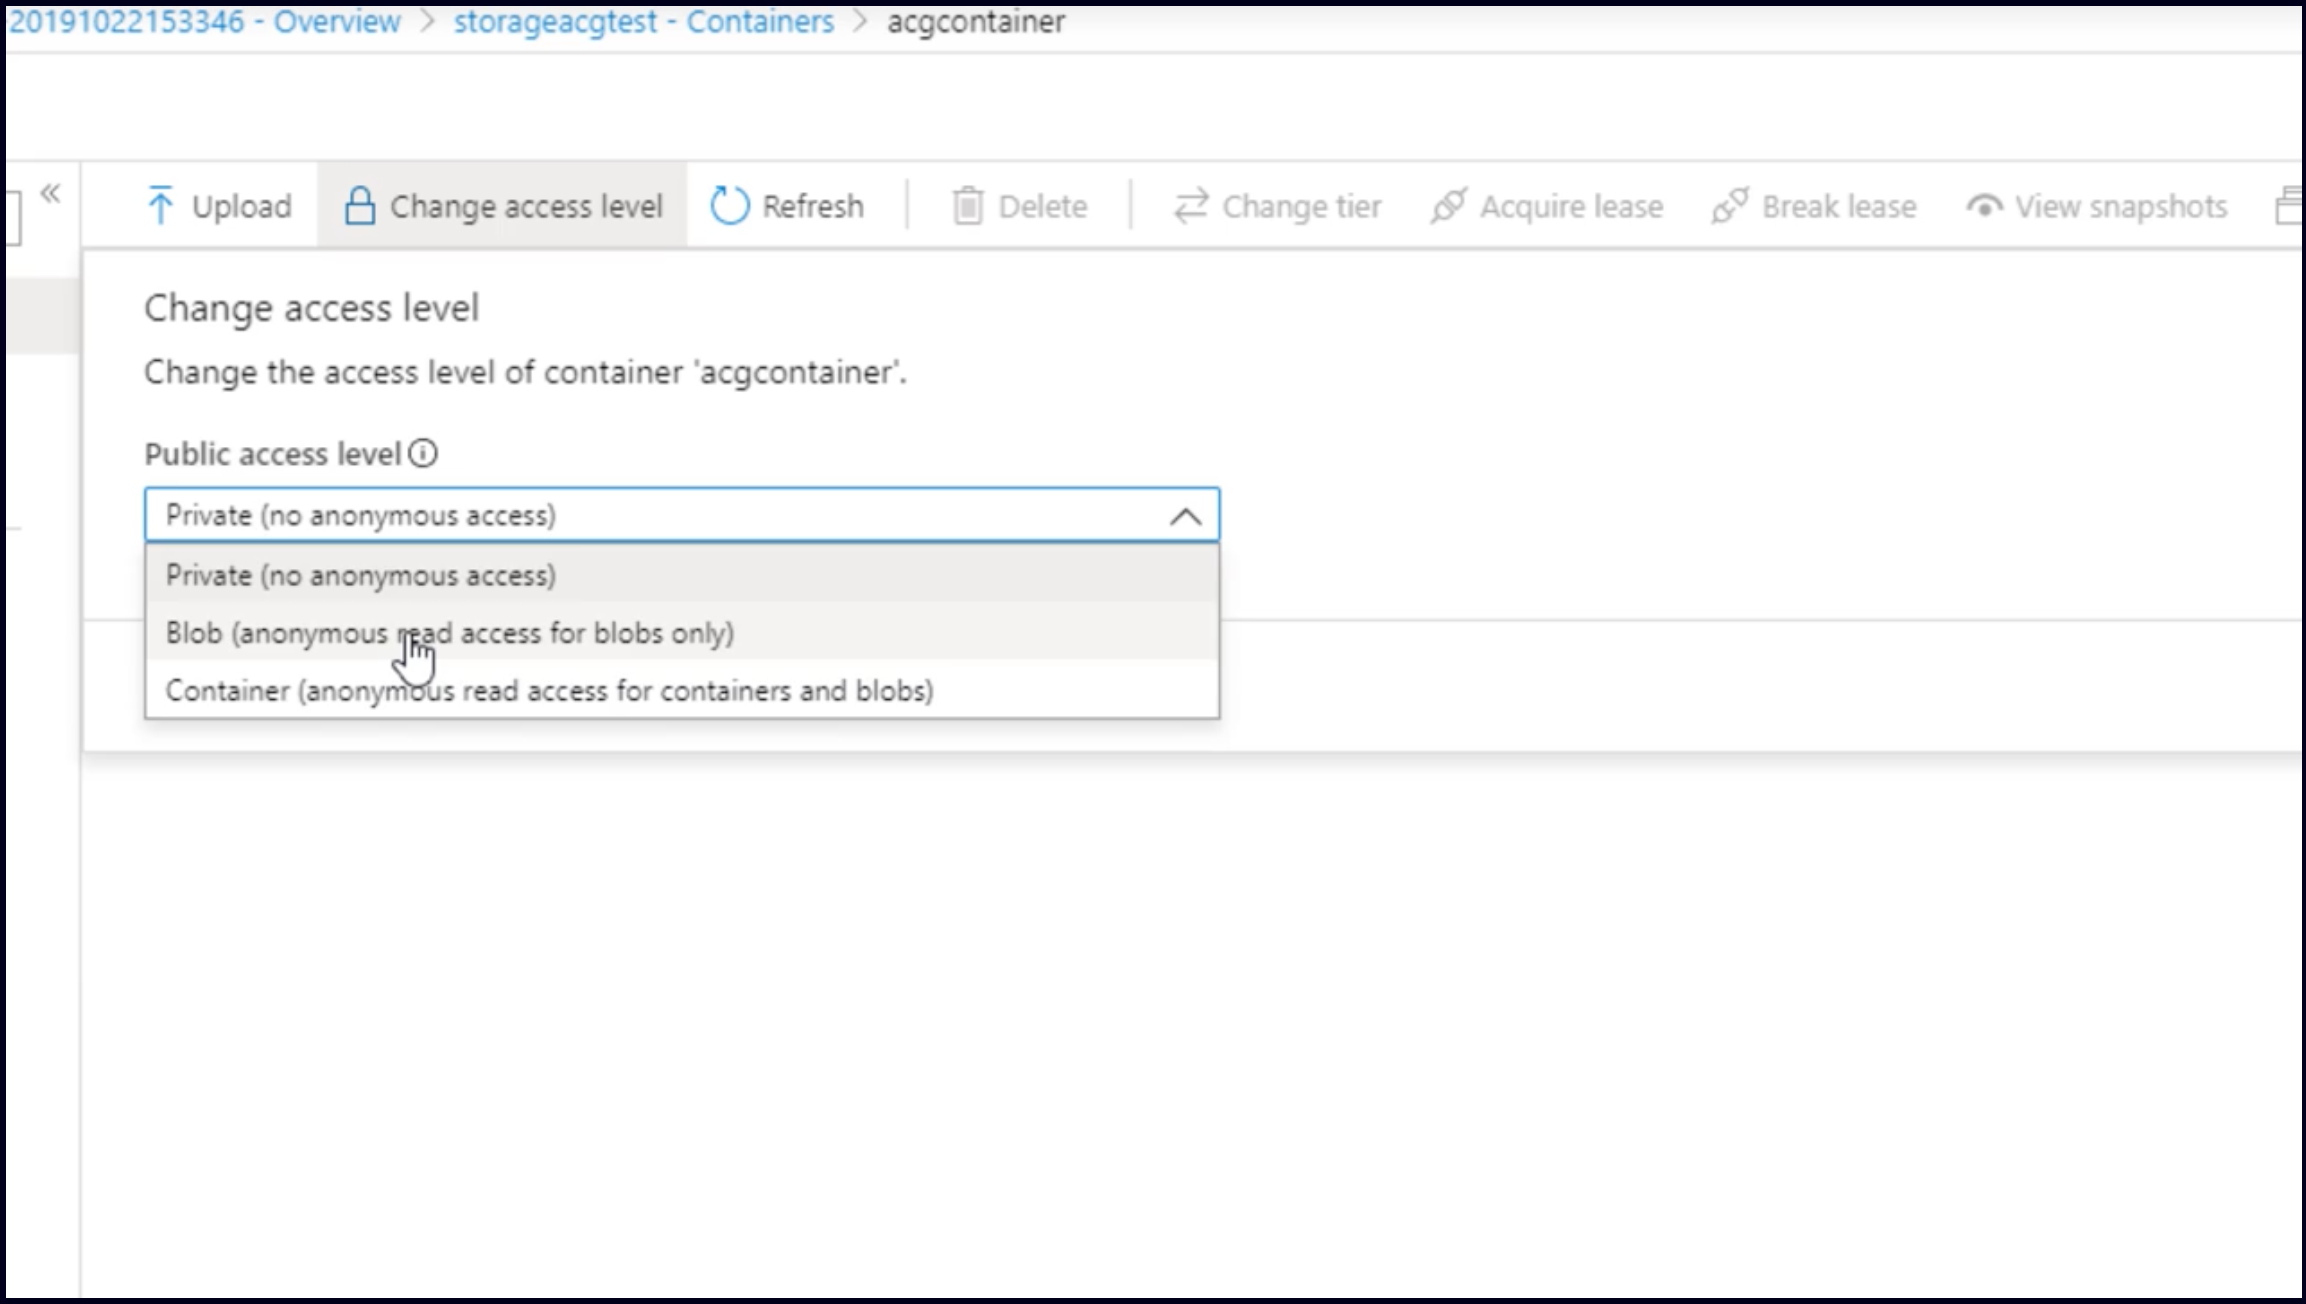 20191022153346 - Overview > storageacgtest - Containers > acgcontainer
« Upload Change access level Refresh Delete Change tier Acquire lease Break lease View snapshots
Change access level
Change the access level of container 'acgcontainer'.
Public access level
Private (no anonymous access)
Private (no anonymous access)
Blob (anonymous read access for blobs only)
Container (anonymous read access for containers and blobs)